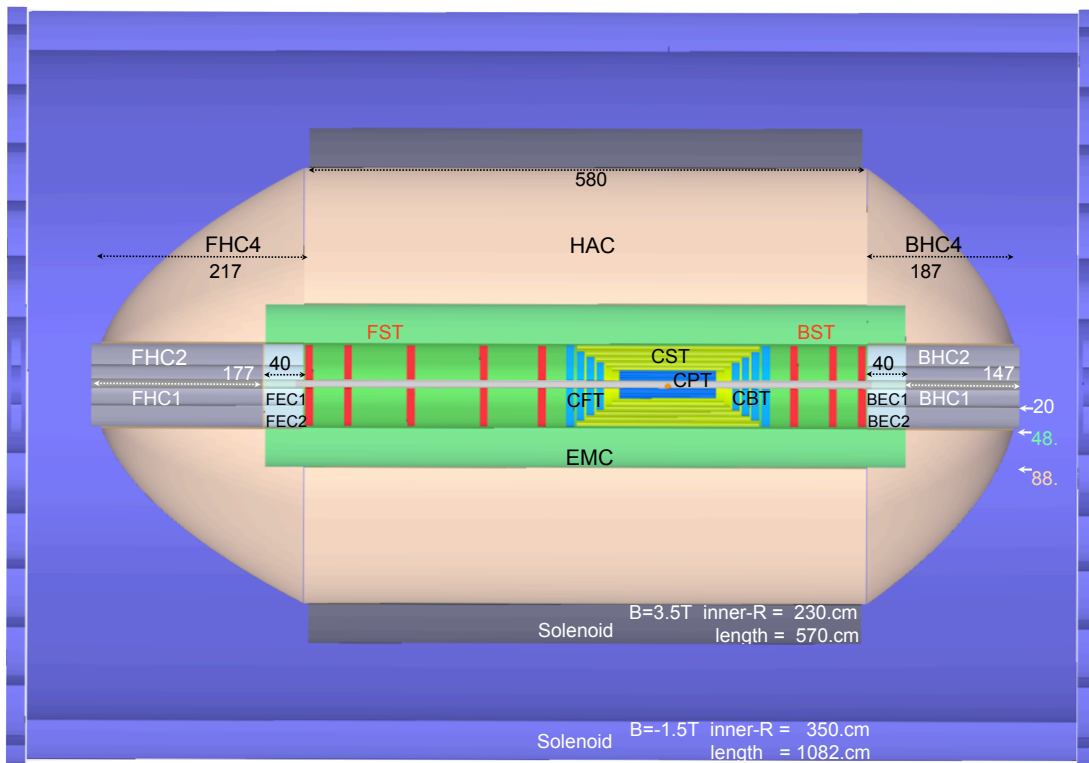 580
FHC4
HAC
BHC4
217
187
FST
BST
FHC2
40
CST
40
BHC2
177
CPT
147
FHC1
FEC1
CFT
CBT
BEC1
BHC1
20
FEC2
BEC2
48.
EMC
88.
B=3.5T inner-R = 230.cm
Solenoid
length = 570.cm
B=-1.5T inner-R = 350.cm
Solenoid
length = 1082.cm